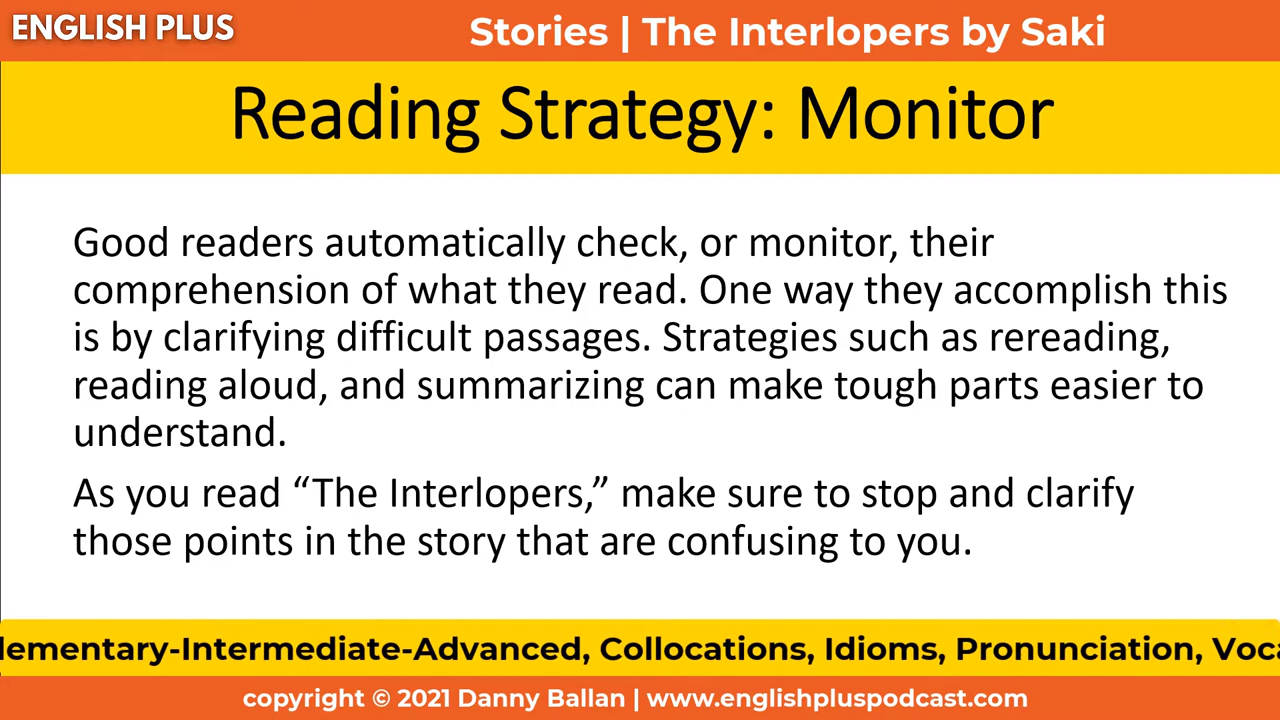 ENGLISH PLUS
Stories | The Interlopers by Saki
Reading Strategy: Monitor
Good readers automatically check, or monitor, their
comprehension of what they read. One way they accomplish this
is by clarifying difficult passages. Strategies such as rereading,
reading aloud, and summarizing can make tough parts easier to
understand.
As you read “The Interlopers,” make sure to stop and clarify
those points in the story that are confusing to you.
lementary-Intermediate-Advanced, Collocations, Idioms, Pronunciation, Voca
copyright © 2021 Danny Ballan | www.englishpluspodcast.com